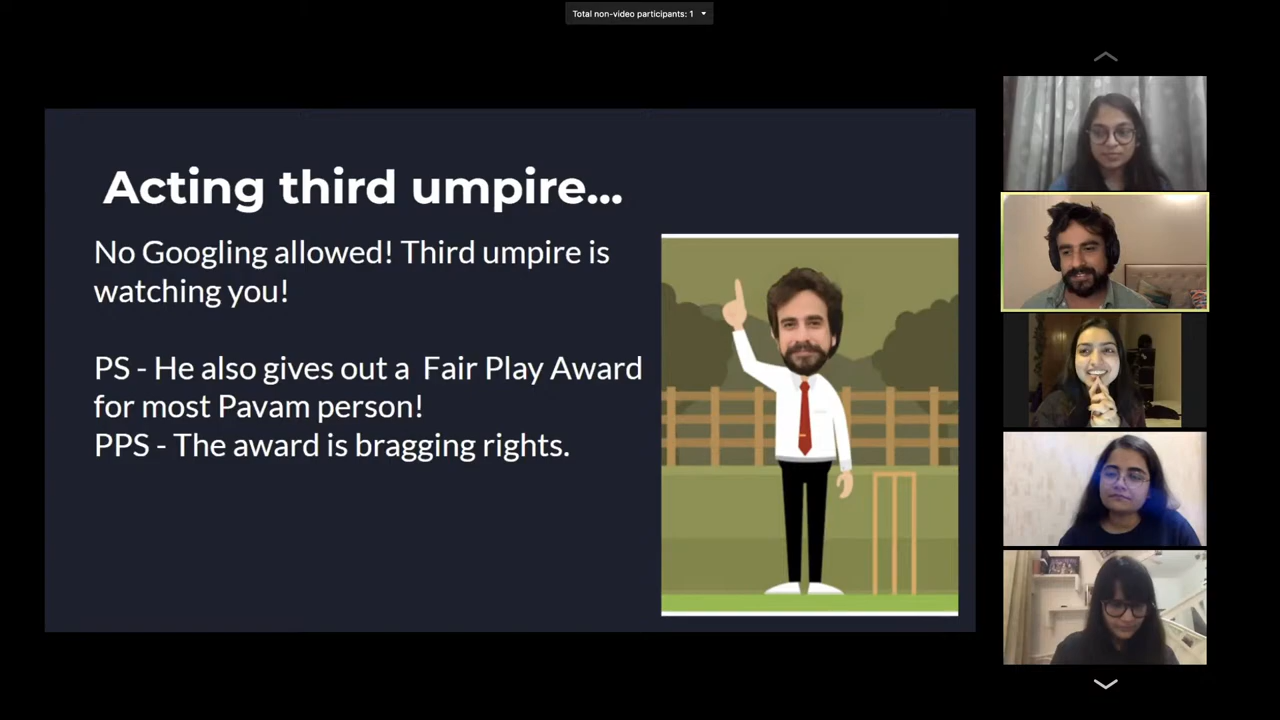 Total non-video participants: 1
Acting third umpire...
No Googling allowed! Third umpire is
watching you!
PS - He also gives out a Fair Play Award
for most Pavam person!
PPS - The award is bragging rights.